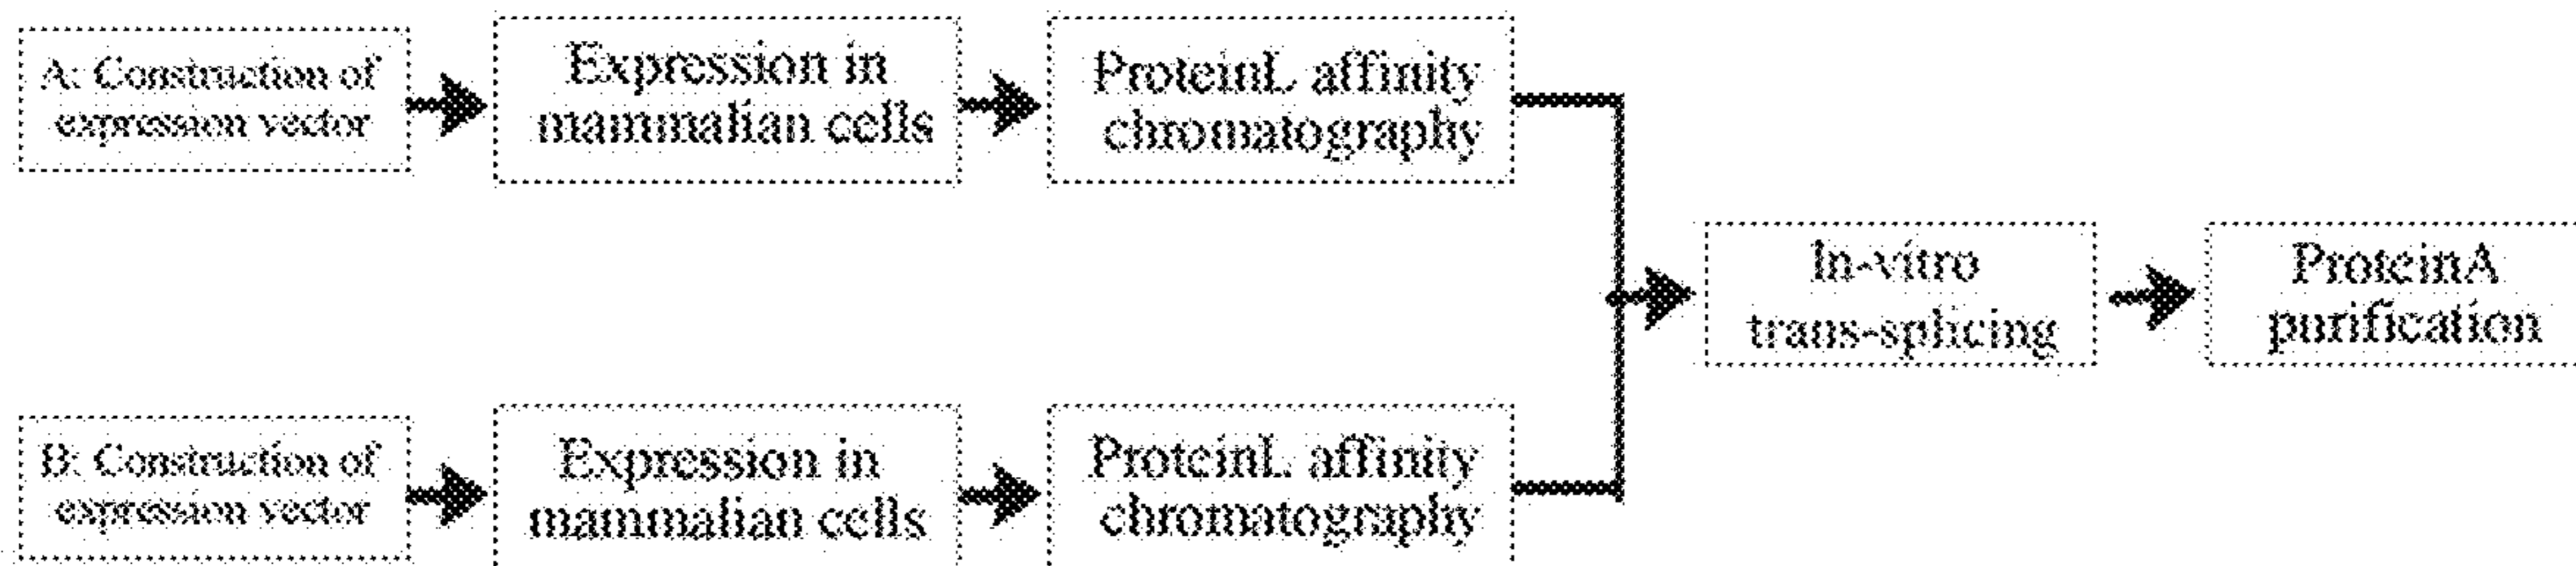 A: Construction of
expression vector
Expression in
mammalian cells
ProteinL affinity
chromatography
In-vitro
trans-splicing
ProteinA
purification
B: Construction of
expression vector
Expression in
mammalian cells
ProteinL affinity
chromatography